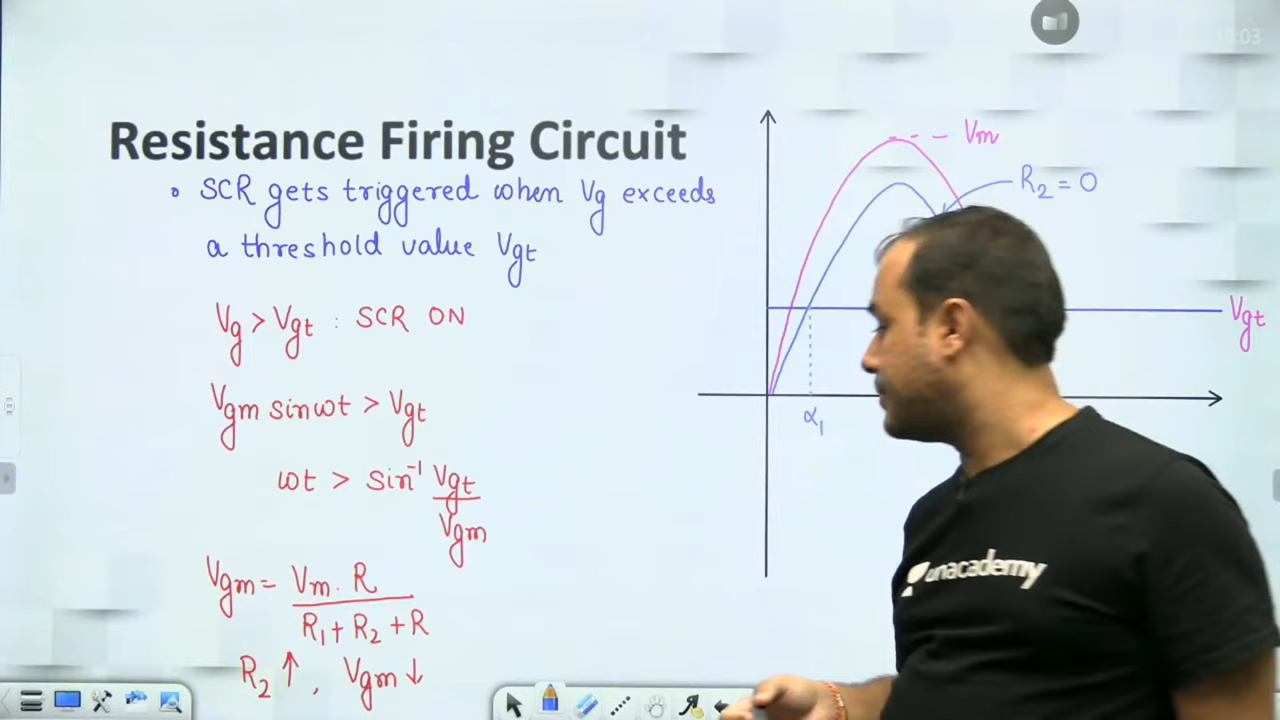 Resistance Firing Circuit
• SCR gets triggered when Vg exceeds
a threshold value Vgt
Vg > Vgt : SCR ON
Vgm sinωt > Vgt
ωt > sin⁻¹ Vgt
Vgm
Vgm = Vm . R
R₁ + R₂ + R
R₂ ↑ , Vgm ↓
Vm
R₂ = 0
Vgt
α₁
unacademy